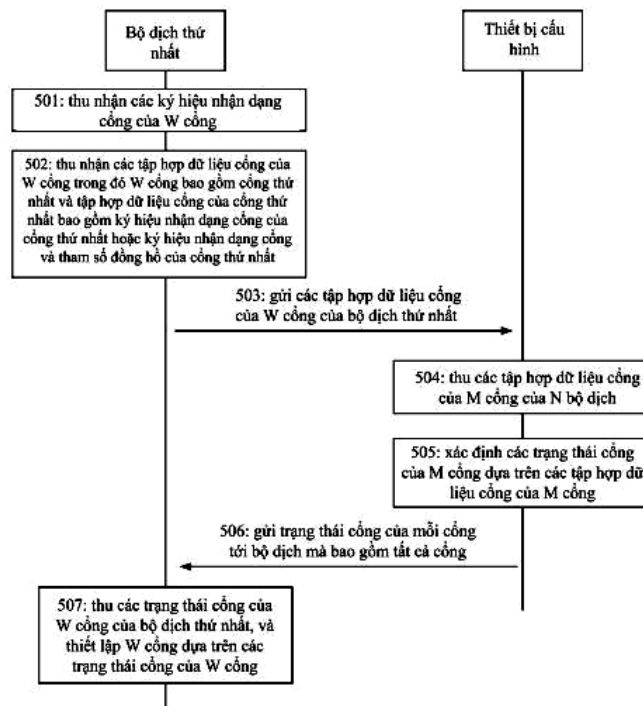 Bộ dịch thứ
nhất
Thiết bị cấu
hình
501: thu nhận các ký hiệu nhận dạng
cổng của W cổng
502: thu nhận các tập hợp dữ liệu cổng của
W cổng trong đó W cổng bao gồm cổng thứ
nhất và tập hợp dữ liệu cổng của cổng thứ
nhất bao gồm ký hiệu nhận dạng cổng của
cổng thứ nhất hoặc ký hiệu nhận dạng cổng
và tham số đồng hồ của cổng thứ nhất
503: gửi các tập hợp dữ liệu cổng
của W cổng của bộ dịch thứ nhất
504: thu các tập hợp dữ liệu cổng
của M cổng của N bộ dịch
505: xác định các trạng thái cổng
của M cổng dựa trên các tập hợp dữ
liệu cổng của M cổng
506: gửi trạng thái cổng của mỗi cổng
tới bộ dịch mà bao gồm tất cả cổng
507: thu các trạng thái cổng của
W cổng của bộ dịch thứ nhất, và
thiết lập W cổng dựa trên các
trạng thái cổng của W cổng